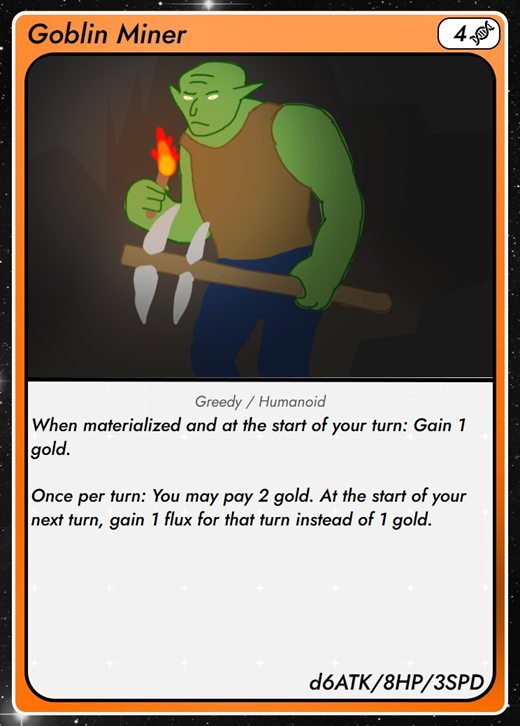 Goblin Miner
4
Greedy / Humanoid
When materialized and at the start of your turn: Gain 1
gold.
Once per turn: You may pay 2 gold. At the start of your
next turn, gain 1 flux for that turn instead of 1 gold.
d6ATK/8HP/3SPD